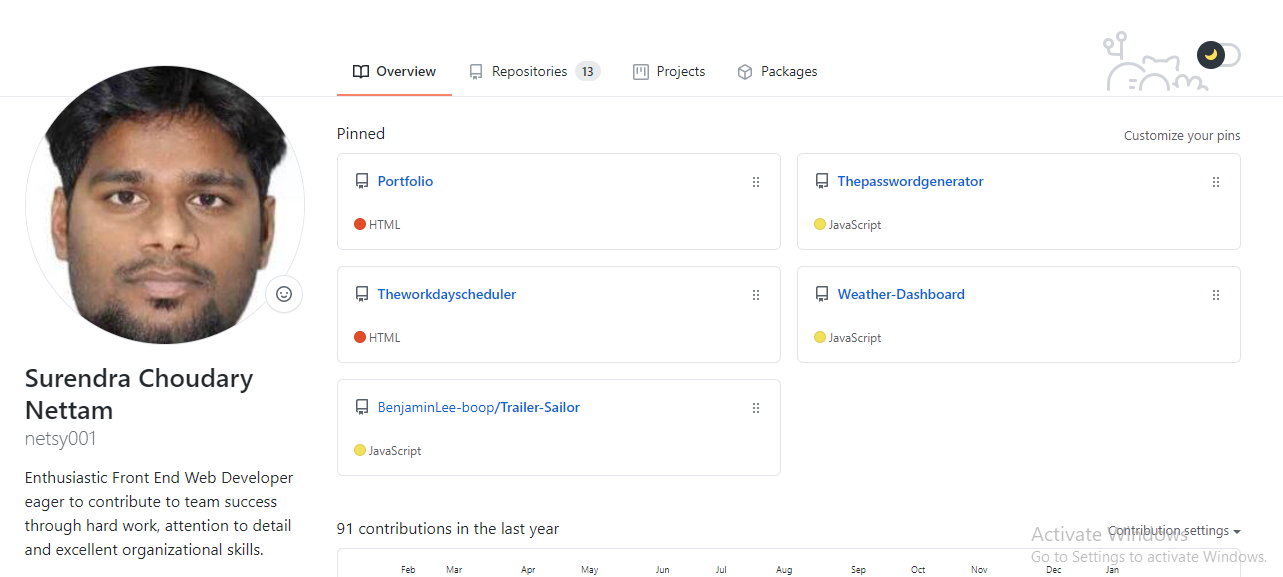 Overview
Repositories 13
Projects
Packages
Surendra Choudary
Nettam
netsy001
Enthusiastic Front End Web Developer
eager to contribute to team success
through hard work, attention to detail
and excellent organizational skills.
Pinned
Customize your pins
Portfolio
HTML
Thepasswordgenerator
JavaScript
Theworkdayscheduler
HTML
Weather-Dashboard
JavaScript
BenjaminLee-boop/Trailer-Sailor
JavaScript
91 contributions in the last year
Contribution settings
Feb Mar Apr May Jun Jul Aug Sep Oct Nov Dec Jan
Activate Windows
Go to Settings to activate Windows.